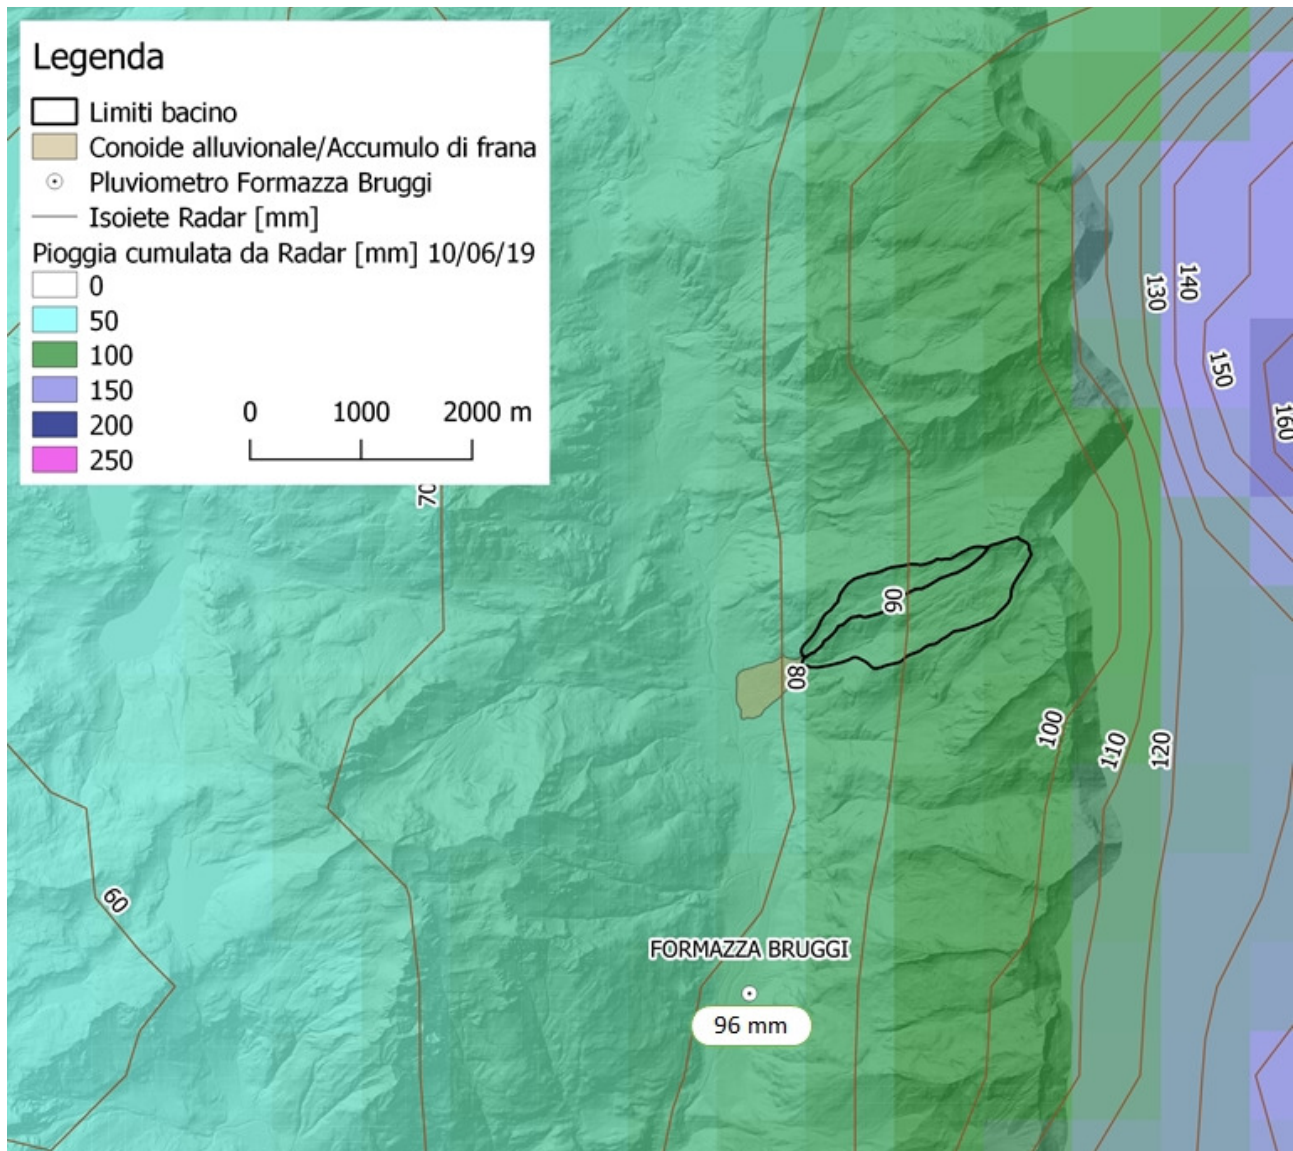 Legenda
Limiti bacino
Conoide alluvionale/Accumulo di frana
Pluviometro Formazza Bruggi
Isoiete Radar [mm]
Pioggia cumulata da Radar [mm] 10/06/19
0
50
100
150
200
250
0 1000 2000 m
70
130
140
150
160
90
80
100
110
120
60
FORMAZZA BRUGGI
96 mm